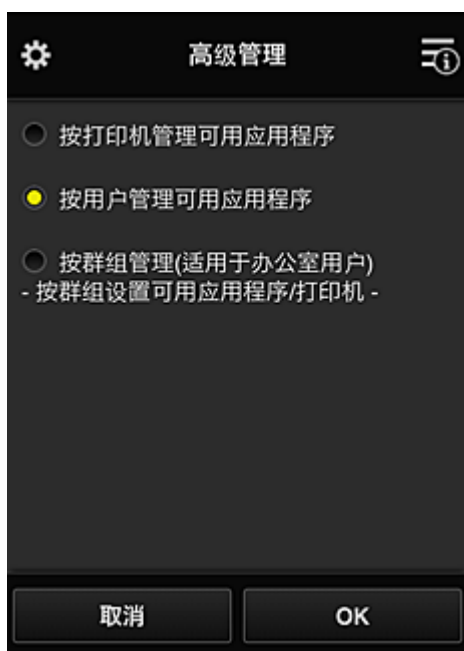 高级管理
按打印机管理可用应用程序
按用户管理可用应用程序
按群组管理(适用于办公室用户)
- 按群组设置可用应用程序/打印机 -
取消
OK